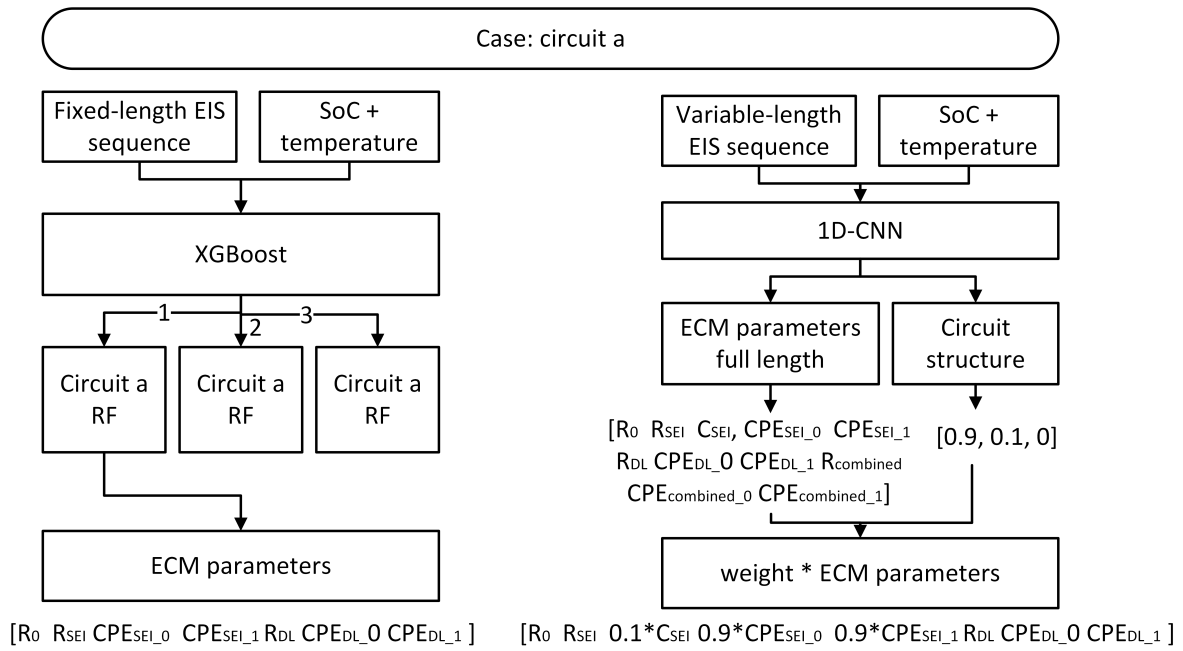 Case: circuit a
Fixed-length EIS
sequence
SoC +
temperature
XGBoost
1
2
3
Circuit a
RF
Circuit a
RF
Circuit a
RF
ECM parameters
[R0 RSEI CPESEI_0 CPESEI_1 RDL CPEDL_0 CPEDL_1 ]
Variable-length
EIS sequence
SoC +
temperature
1D-CNN
ECM parameters
full length
Circuit
structure
[R0 RSEI CSEI, CPESEI_0 CPESEI_1
RDL CPEDL_0 CPEDL_1 Rcombined
CPEcombined_0 CPEcombined_1]
[0.9, 0.1, 0]
weight * ECM parameters
[R0 RSEI 0.1*CSEI 0.9*CPESEI_0 0.9*CPESEI_1 RDL CPEDL_0 CPEDL_1 ]